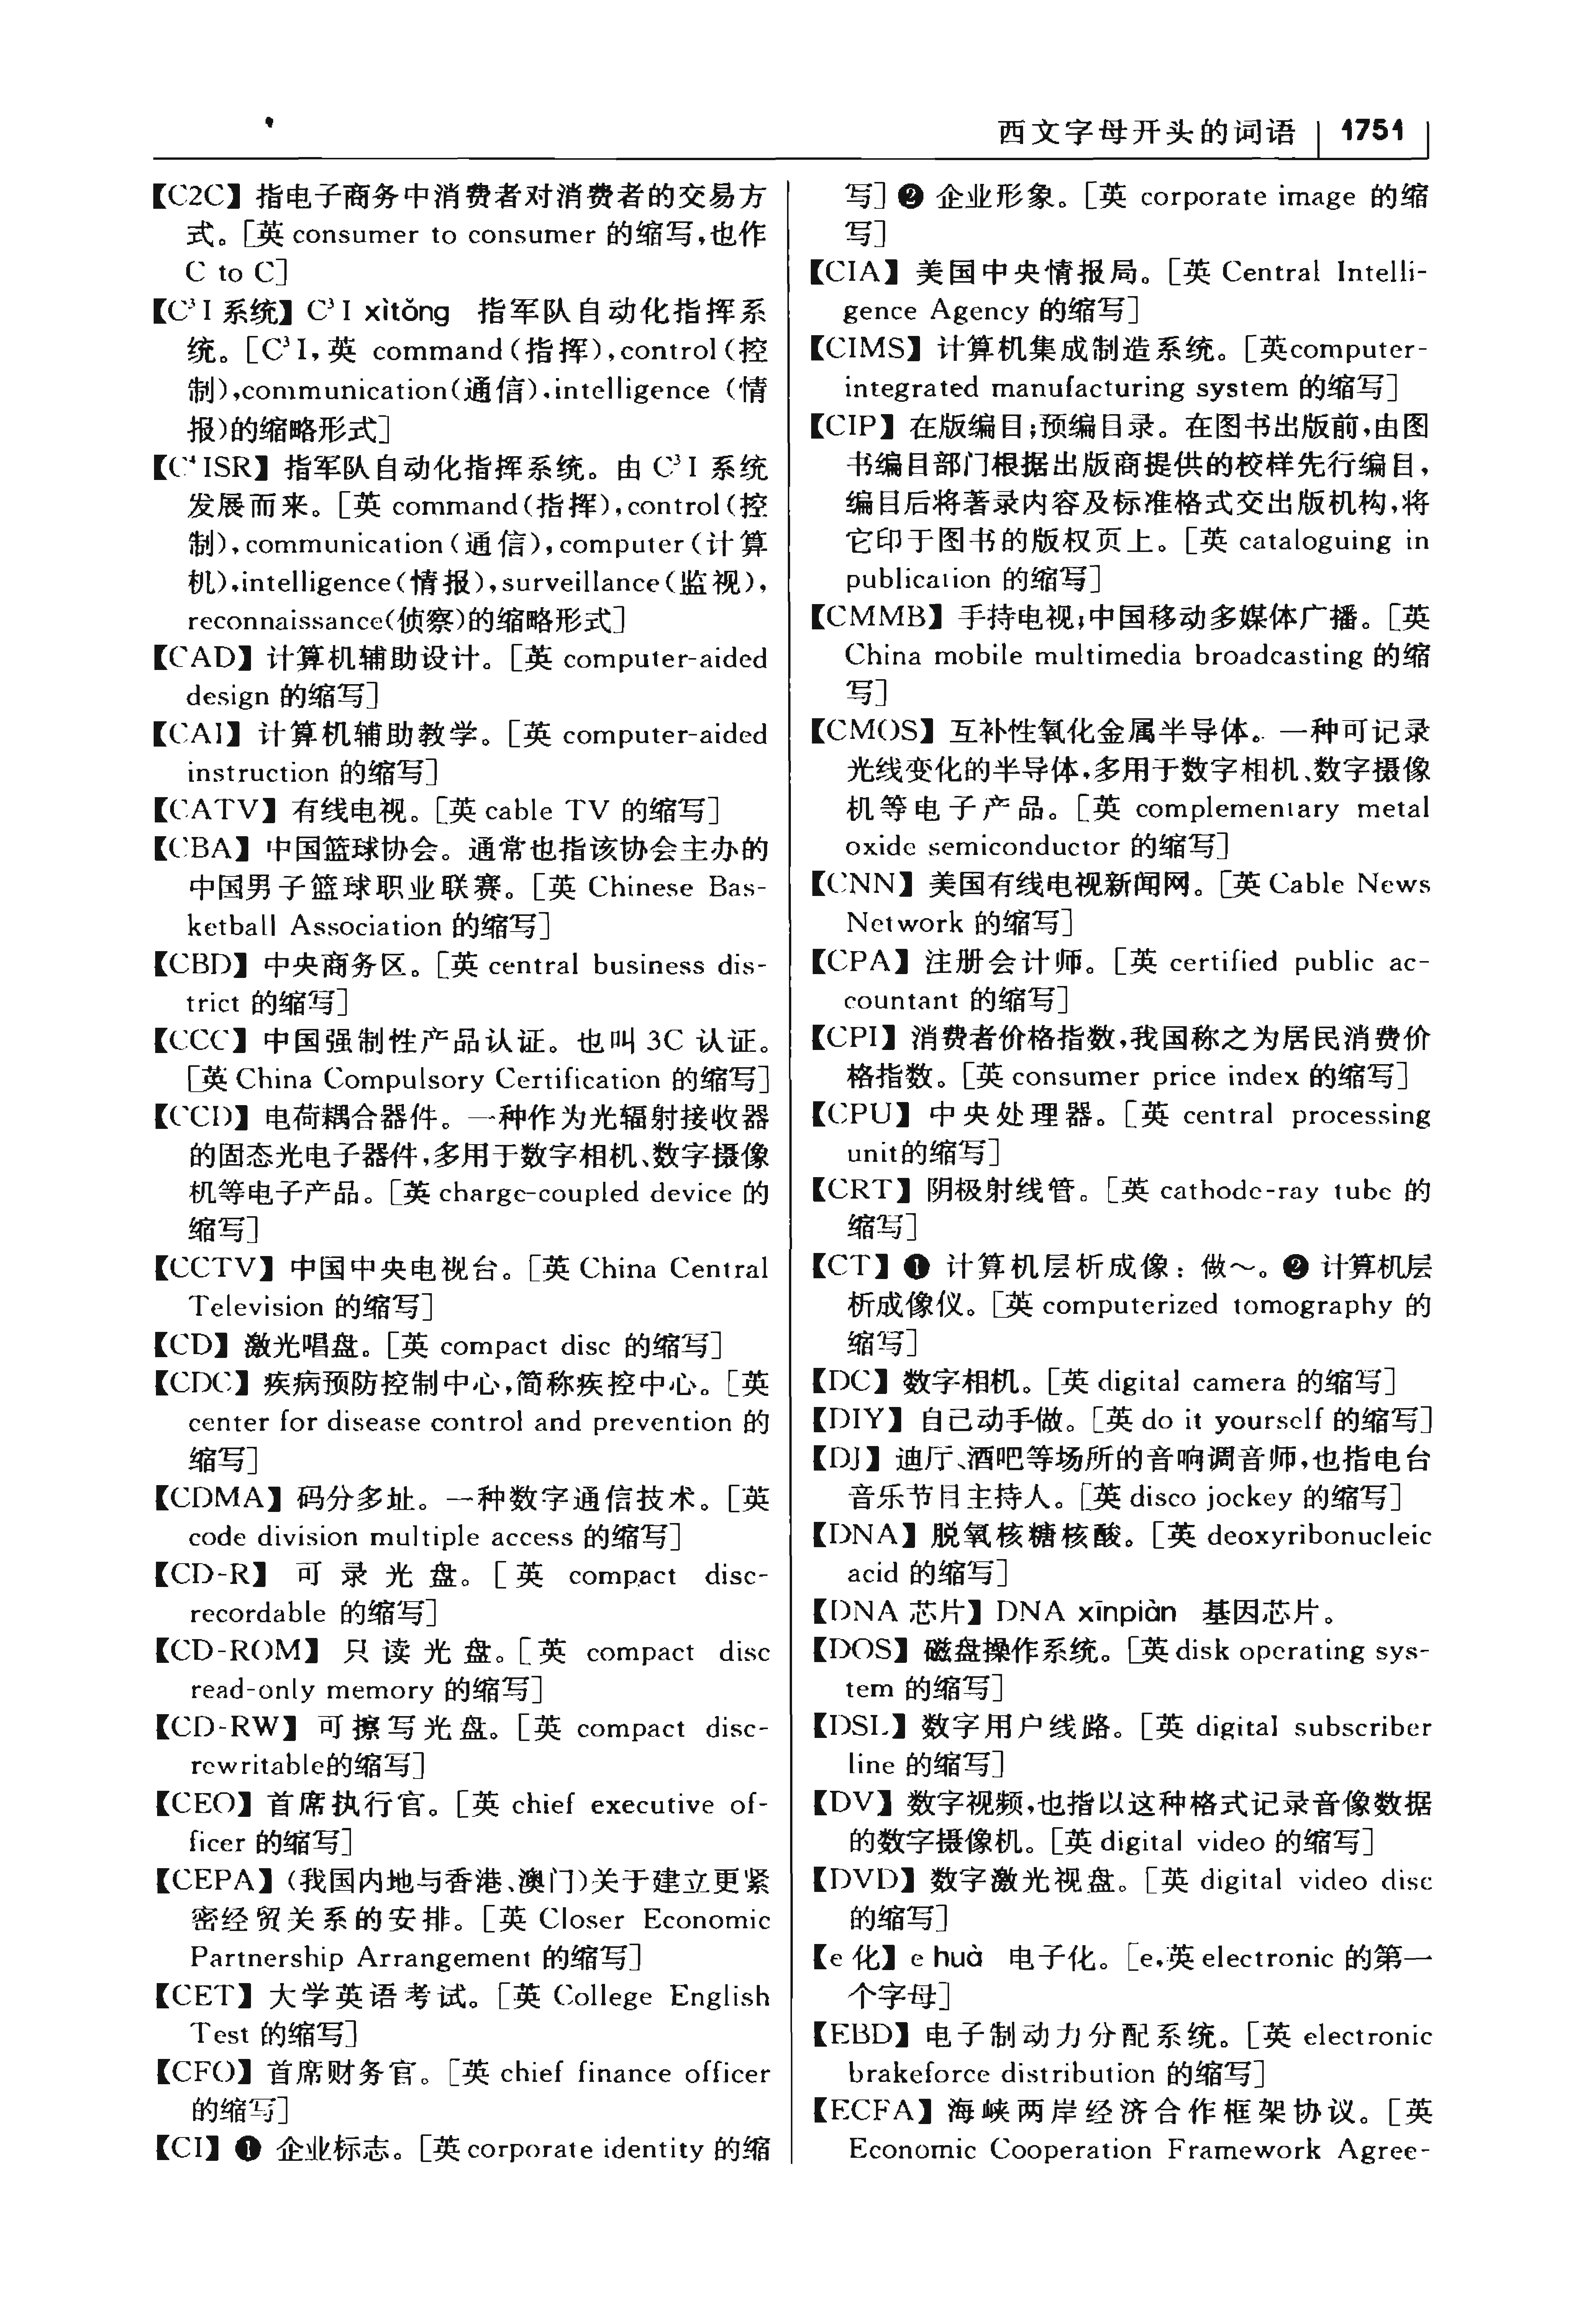 西文字母开头的词语 1751
【C2C】指电子商务中消费者对消费者的交易方
式。[英 consumer to consumer 的缩写,也作
C to C]
【C³I 系统】C³I xìtǒng 指军队自动化指挥系
统。[C³I,英 command(指挥),control(控
制),communication(通信),intelligence (情
报)的缩略形式]
【C⁴ISR】指军队自动化指挥系统。由 C³I 系统
发展而来。[英 command(指挥),control(控
制),communication(通信),computer(计算
机),intelligence(情报),surveillance(监视),
reconnaissance(侦察)的缩略形式]
【CAD】计算机辅助设计。[英 computer-aided
design 的缩写]
【CAI】计算机辅助教学。[英 computer-aided
instruction 的缩写]
【CATV】有线电视。[英 cable TV 的缩写]
【CBA】中国篮球协会。通常也指该协会主办的
中国男子篮球职业联赛。[英 Chinese Bas-
ketball Association 的缩写]
【CBD】中央商务区。[英 central business dis-
trict 的缩写]
【CCC】中国强制性产品认证。也叫 3C 认证。
[英 China Compulsory Certification 的缩写]
【CCD】电荷耦合器件。一种作为光辐射接收器
的固态光电子器件,多用于数字相机、数字摄像
机等电子产品。[英 charge-coupled device 的
缩写]
【CCTV】中国中央电视台。[英 China Central
Television 的缩写]
【CD】激光唱盘。[英 compact disc 的缩写]
【CDC】疾病预防控制中心,简称疾控中心。[英
center for disease control and prevention 的
缩写]
【CDMA】码分多址。一种数字通信技术。[英
code division multiple access 的缩写]
【CD-R】可录光盘。[英 compact disc-
recordable 的缩写]
【CD-ROM】只读光盘。[英 compact disc
read-only memory 的缩写]
【CD-RW】可擦写光盘。[英 compact disc-
rewritable的缩写]
【CEO】首席执行官。[英 chief executive of-
ficer 的缩写]
【CEPA】(我国内地与香港、澳门)关于建立更紧
密经贸关系的安排。[英 Closer Economic
Partnership Arrangement 的缩写]
【CET】大学英语考试。[英 College English
Test 的缩写]
【CFO】首席财务官。[英 chief finance officer
的缩写]
【CI】❶ 企业标志。[英 corporate identity 的缩
写] ❷ 企业形象。[英 corporate image 的缩
写]
【CIA】美国中央情报局。[英 Central Intelli-
gence Agency 的缩写]
【CIMS】计算机集成制造系统。[英computer-
integrated manufacturing system 的缩写]
【CIP】在版编目;预编目录。在图书出版前,由图
书编目部门根据出版商提供的校样先行编目,
编目后将著录内容及标准格式交出版机构,将
它印于图书的版权页上。[英 cataloguing in
publication 的缩写]
【CMMB】手持电视;中国移动多媒体广播。[英
China mobile multimedia broadcasting 的缩
写]
【CMOS】互补性氧化金属半导体。一种可记录
光线变化的半导体,多用于数字相机、数字摄像
机等电子产品。[英 complementary metal
oxide semiconductor 的缩写]
【CNN】美国有线电视新闻网。[英 Cable News
Network 的缩写]
【CPA】注册会计师。[英 certified public ac-
countant 的缩写]
【CPI】消费者价格指数,我国称之为居民消费价
格指数。[英 consumer price index 的缩写]
【CPU】中央处理器。[英 central processing
unit的缩写]
【CRT】阴极射线管。[英 cathode-ray tube 的
缩写]
【CT】❶ 计算机层析成像：做～。❷ 计算机层
析成像仪。[英 computerized tomography 的
缩写]
【DC】数字相机。[英 digital camera 的缩写]
【DIY】自己动手做。[英 do it yourself 的缩写]
【DJ】迪厅、酒吧等场所的音响调音师,也指电台
音乐节目主持人。[英 disco jockey 的缩写]
【DNA】脱氧核糖核酸。[英 deoxyribonucleic
acid 的缩写]
【DNA 芯片】DNA xīnpiàn 基因芯片。
【DOS】磁盘操作系统。[英 disk operating sys-
tem 的缩写]
【DSL】数字用户线路。[英 digital subscriber
line 的缩写]
【DV】数字视频,也指以这种格式记录音像数据
的数字摄像机。[英 digital video 的缩写]
【DVD】数字激光视盘。[英 digital video disc
的缩写]
【e 化】e huà 电子化。[e,英 electronic 的第一
个字母]
【EBD】电子制动力分配系统。[英 electronic
brakeforce distribution 的缩写]
【ECFA】海峡两岸经济合作框架协议。[英
Economic Cooperation Framework Agree-